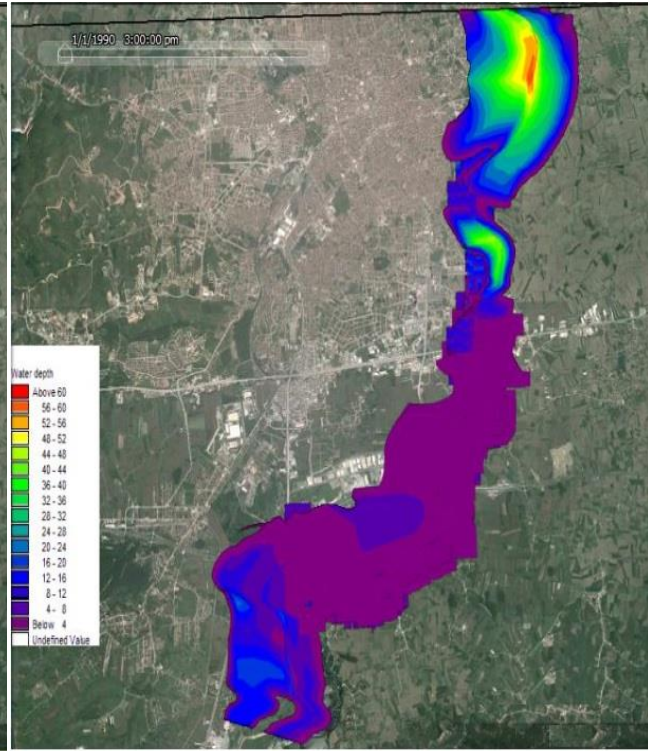 1/1/1990 3:00:00 pm
Water depth
Above 60
56 - 60
52 - 56
48 - 52
44 - 48
40 - 44
36 - 40
32 - 36
28 - 32
24 - 28
20 - 24
16 - 20
12 - 16
8 - 12
4 - 8
Below 4
Undefined Value